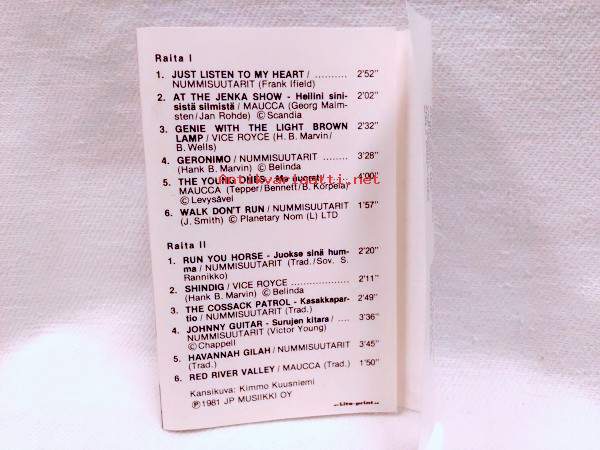 Raita I
1. JUST LISTEN TO MY HEART / .......... 2'52"
NUMMISUUTARIT (Frank Ifield)
2. AT THE JENKA SHOW - Hellini sini- 2'02"
sistä silmistä / MAUCCA (Georg Malm-
sten/Jan Rohde) © Scandia
3. GENIE WITH THE LIGHT BROWN 2'32"
LAMP / VICE ROYCE (H. B. Marvin/
B. Wells)
4. GERONIMO / NUMMISUUTARIT ........ 3'28"
(Hank B. Marvin) © Belinda
5. THE YOUNG ONES - Me nuoret / .... 4'00"
MAUCCA (Tepper/Bennett/B. Korpela)
© Levysävel
6. WALK DON'T RUN / NUMMISUUTARIT 1'57"
(J. Smith) © Planetary Nom (L) LTD
Raita II
1. RUN YOU HORSE - Juokse sinä hum- 2'20"
ma / NUMMISUUTARIT (Trad./Sov. S.
Rannikko)
2. SHINDIG / VICE ROYCE .................. 2'11"
(Hank B. Marvin) © Belinda
3. THE COSSACK PATROL - Kasakkapar- 2'49"
tio / NUMMISUUTARIT (Trad.)
4. JOHNNY GUITAR - Surujen kitara / .... 3'36"
NUMMISUUTARIT (Victor Young)
© Chappell
5. HAVANNAH GILAH / NUMMISUUTARIT 3'45"
(Trad.)
6. RED RIVER VALLEY / MAUCCA (Trad.) 1'50"
Kansikuva: Kimmo Kuusniemi
℗ 1981 JP MUSIIKKI OY
Lito-print